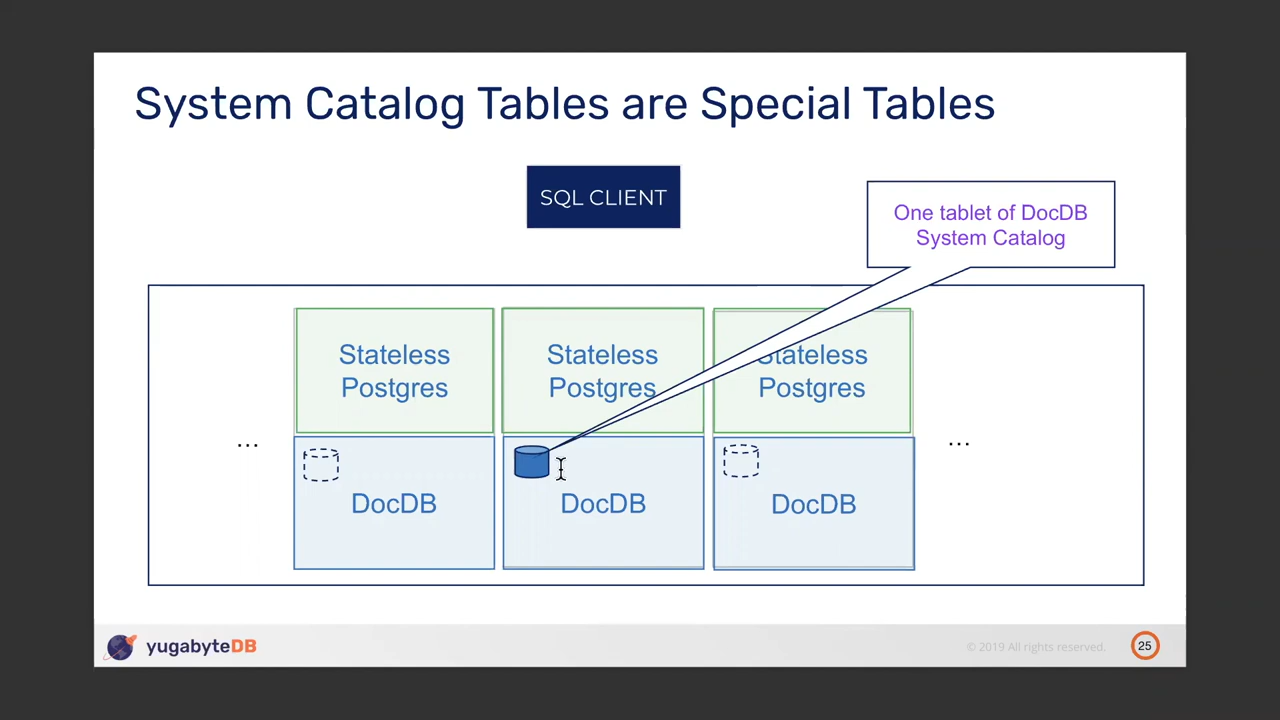 System Catalog Tables are Special Tables
SQL CLIENT
One tablet of DocDB
System Catalog
Stateless
Postgres
Stateless
Postgres
Stateless
Postgres
...
...
DocDB
DocDB
DocDB
yugabyteDB
© 2019 All rights reserved.
25